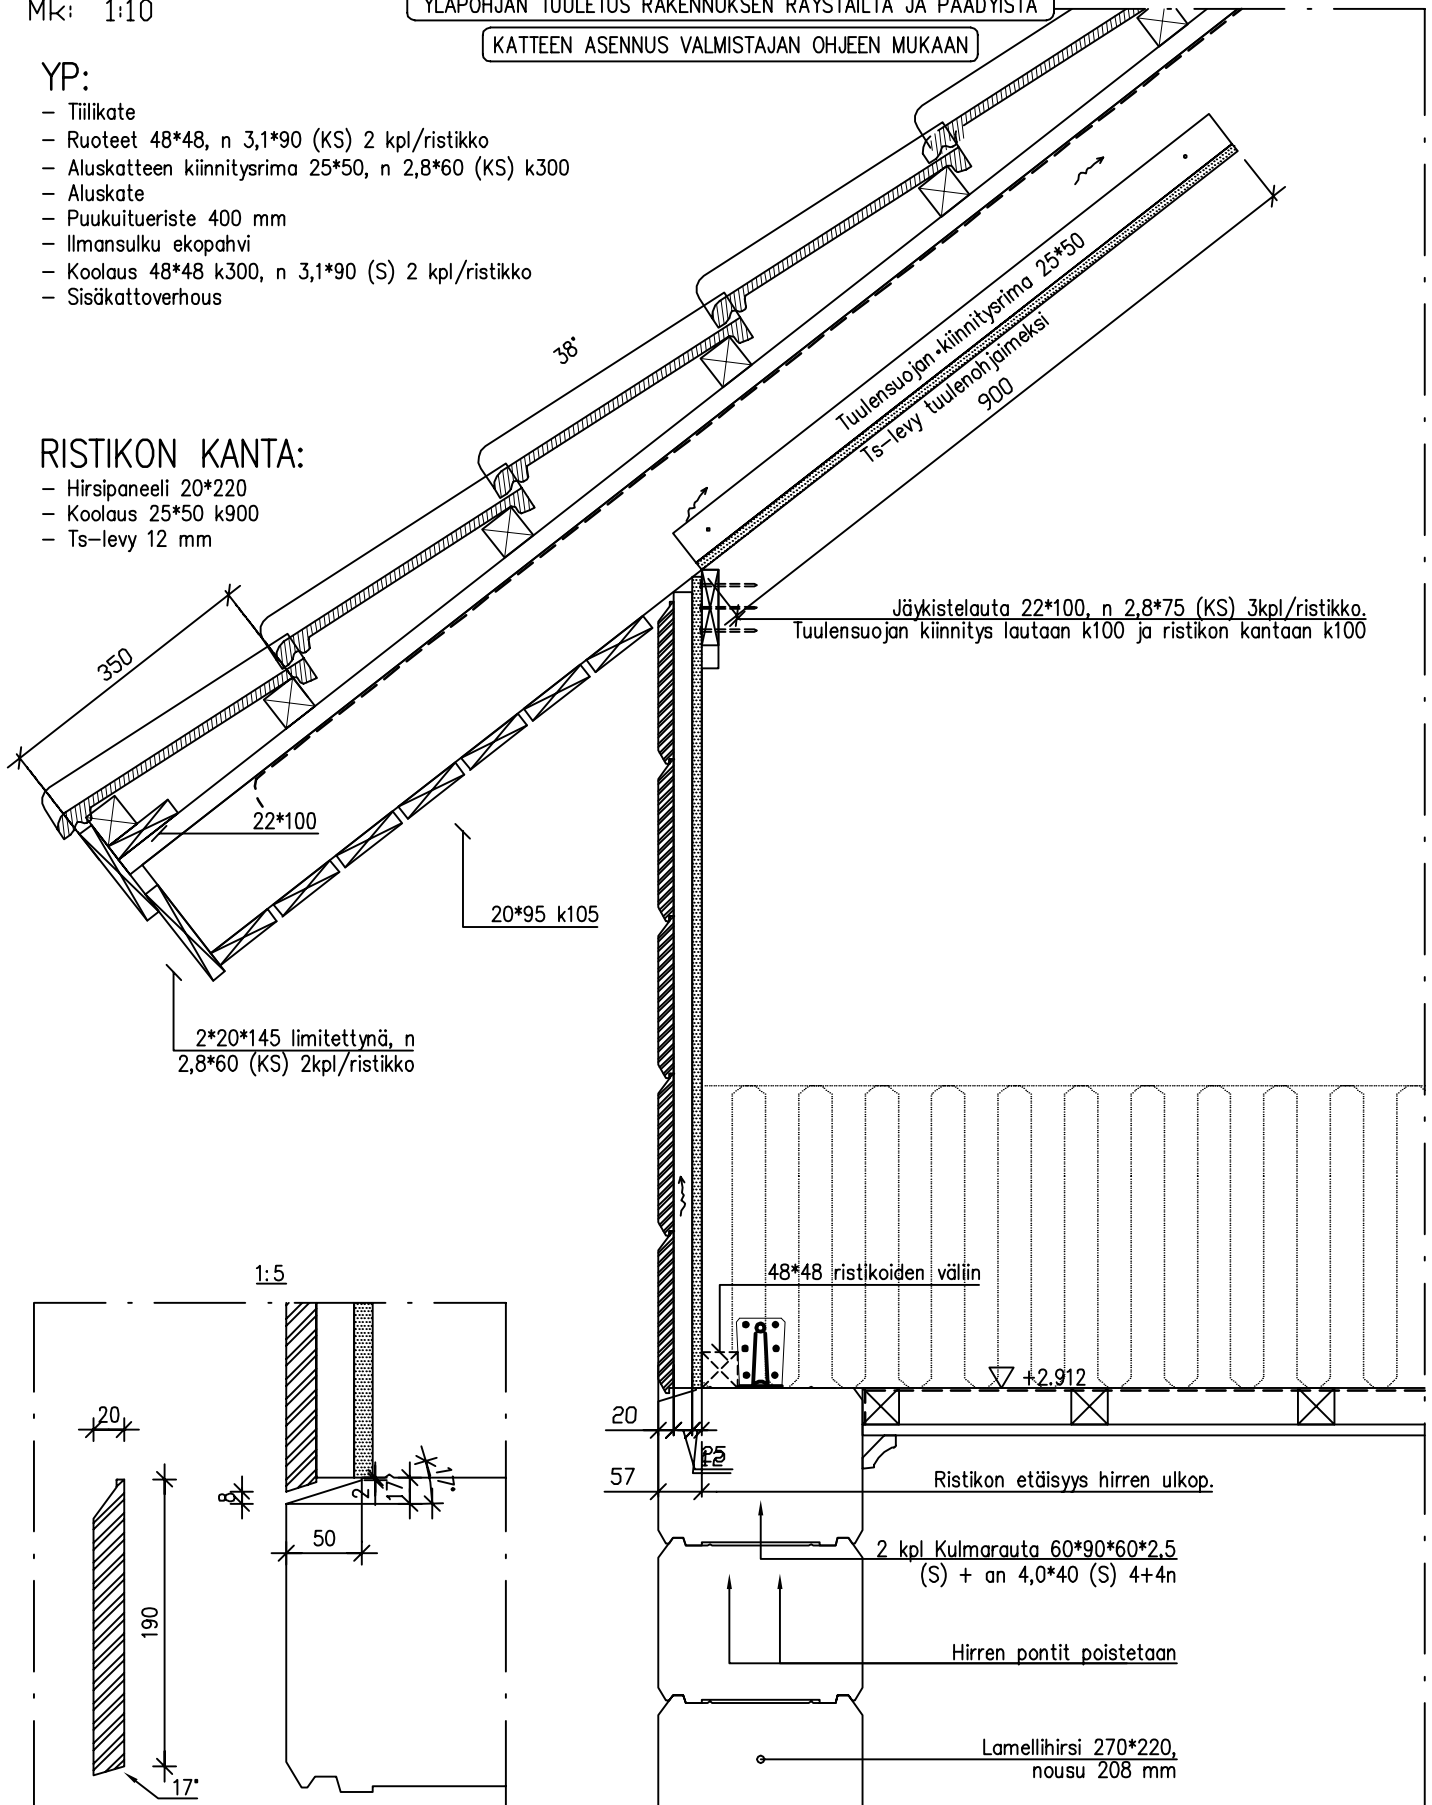 Mk: 1:10
YLÄPOHJAN TUULETUS RAKENNUKSEN RÄYSTÄILTÄ JA PÄÄDYISTÄ
KATTEEN ASENNUS VALMISTAJAN OHJEEN MUKAAN
YP:
- Tiilikate
- Ruoteet 48*48, n 3,1*90 (KS) 2 kpl/ristikko
- Aluskatteen kiinnitysrima 25*50, n 2,8*60 (KS) k300
- Aluskate
- Puukuitueriste 400 mm
- Ilmansulku ekopahvi
- Koolaus 48*48 k300, n 3,1*90 (S) 2 kpl/ristikko
- Sisäkattoverhous
38°
Tuulensuojan kiinnitysrima 25*50
Ts-levy tuulenohjaimeksi
900
RISTIKON KANTA:
- Hirsipaneeli 20*220
- Koolaus 25*50 k900
- Ts-levy 12 mm
Jäykistelauta 22*100, n 2,8*75 (KS) 3kpl/ristikko.
Tuulensuojan kiinnitys lautaan k100 ja ristikon kantaan k100
350
22*100
20*95 k105
2*20*145 limitettynä, n
2,8*60 (KS) 2kpl/ristikko
48*48 ristikoiden väliin
+2.912
20
25
12
57
Ristikon etäisyys hirren ulkop.
2 kpl Kulmarauta 60*90*60*2,5
(S) + an 4,0*40 (S) 4+4n
Hirren pontit poistetaan
Lamellihirsi 270*220,
nousu 208 mm
1:5
20
8
2
17
17°
50
190
17°